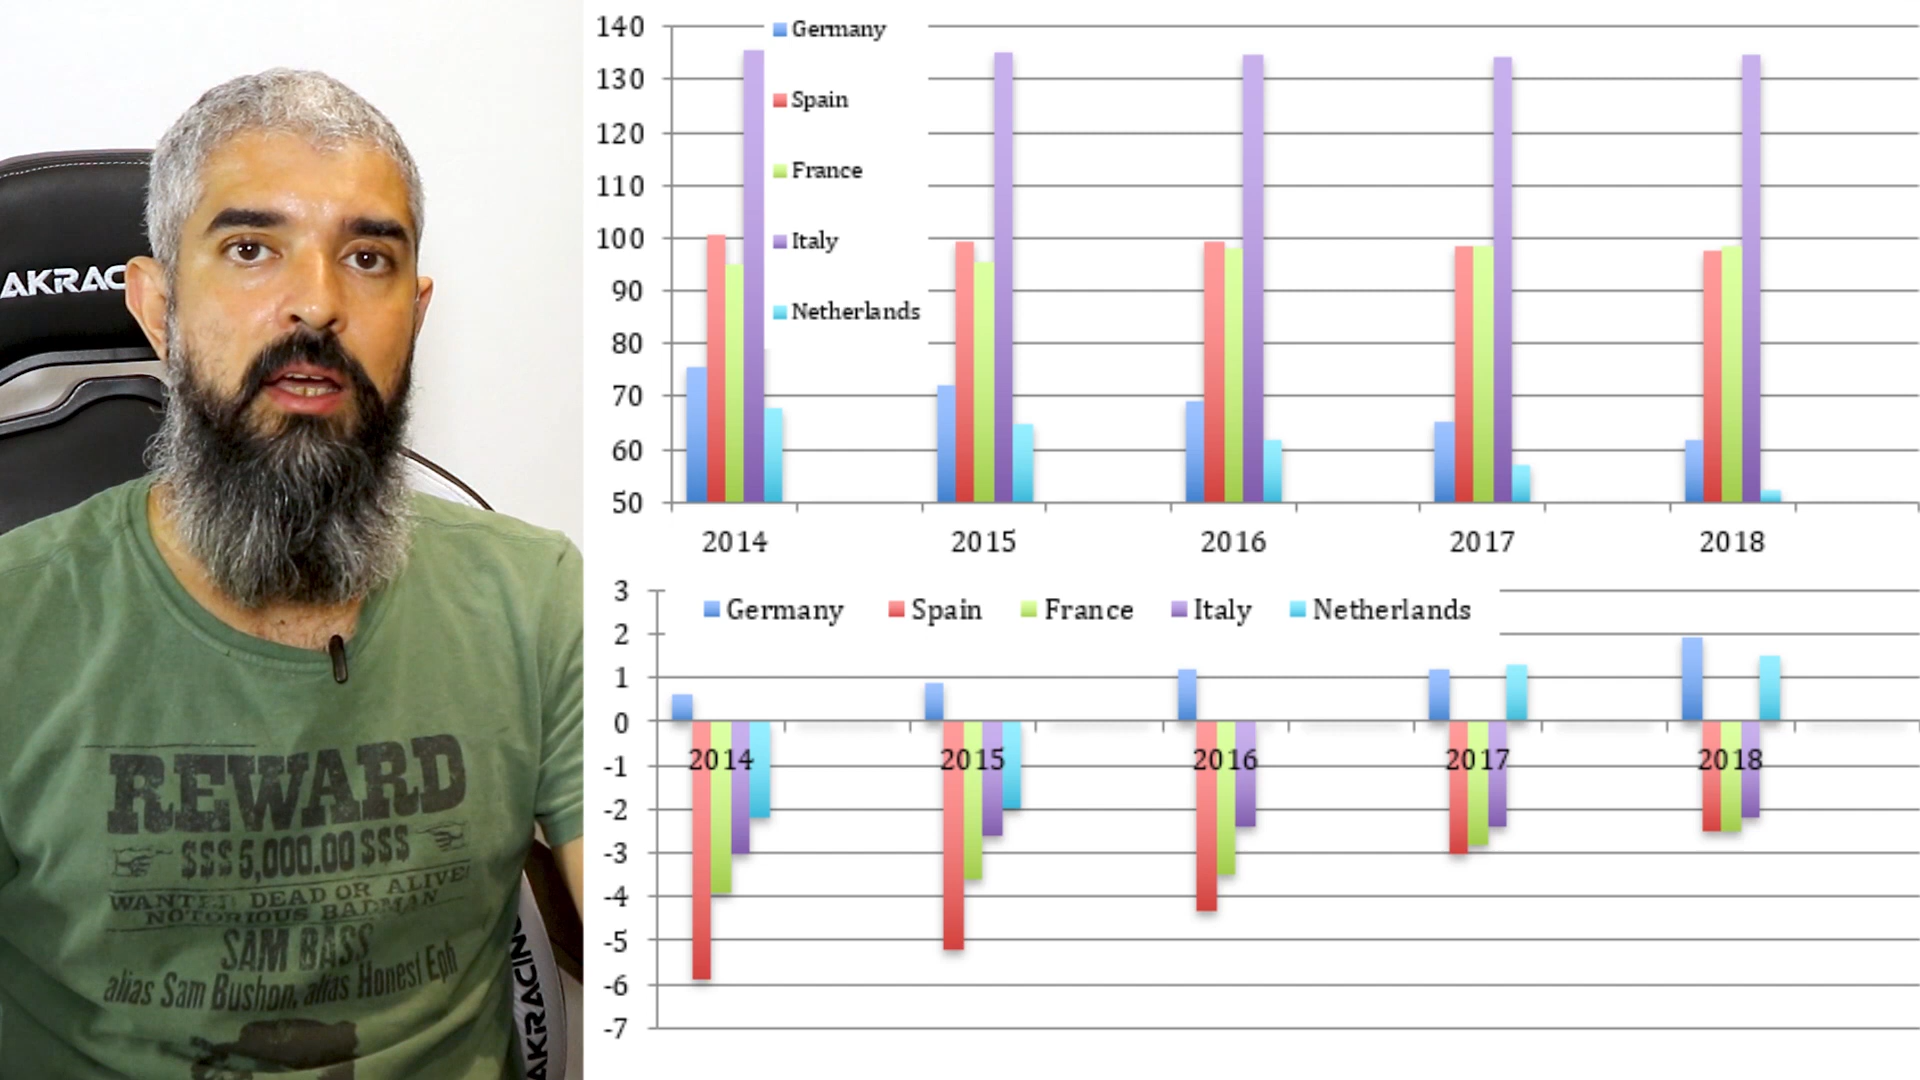 AKRAC
REWARD
$$$ 5,000.00 $$$
WANTED DEAD OR ALIVE!
NOTORIOUS BADMAN
SAM BASS
alias Sam Bushon, alias Honest Eph
AKRACING
140
130
120
110
100
90
80
70
60
50
Germany
Spain
France
Italy
Netherlands
2014 2015 2016 2017 2018
3
2
1
0
-1
-2
-3
-4
-5
-6
-7
Germany Spain France Italy Netherlands
2014 2015 2016 2017 2018